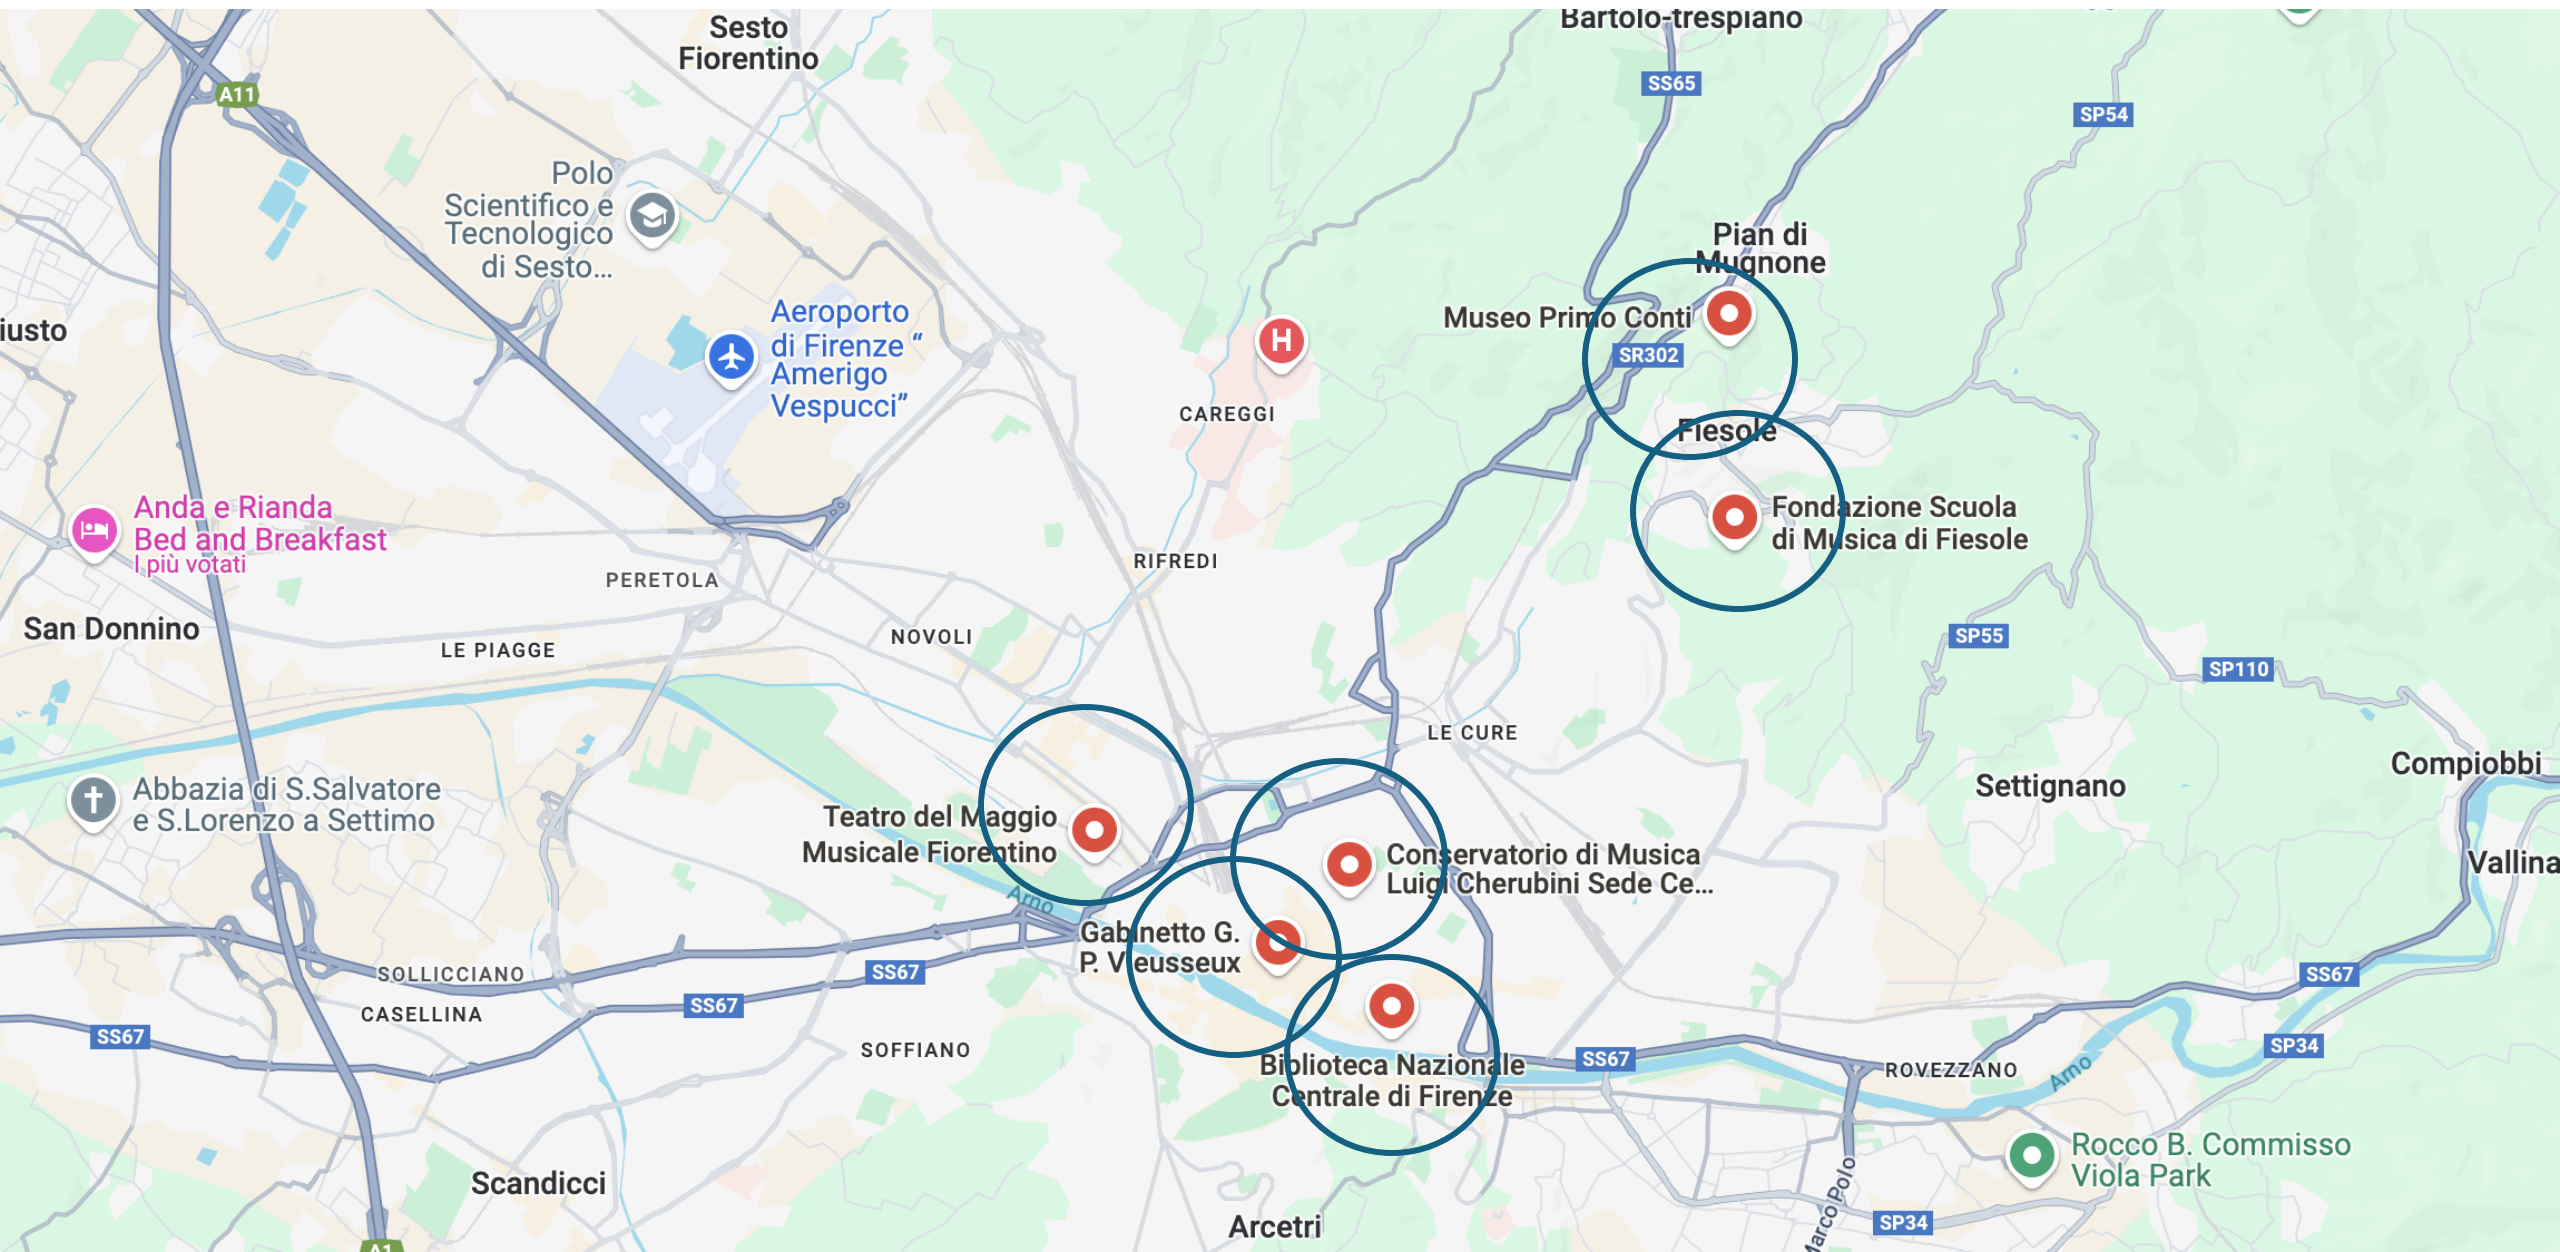 Sesto
Fiorentino
Bartolo-trespiano
A11
SS65
SP54
Polo
Scientifico e
Tecnologico
di Sesto...
Pian di
Mugnone
Aeroporto
di Firenze “
Amerigo
Vespucci”
iusto
Museo Primo Conti
SR302
CAREGGI
H
Fiesole
Anda e Rianda
Bed and Breakfast
I più votati
Fondazione Scuola
di Musica di Fiesole
RIFREDI
PERETOLA
San Donnino
LE PIAGGE
NOVOLI
SP55
SP110
LE CURE
Compiobbi
Settignano
Abbazia di S.Salvatore
e S.Lorenzo a Settimo
Teatro del Maggio
Musicale Fiorentino
Conservatorio di Musica
Luigi Cherubini Sede Ce...
Vallina
Arno
Gabinetto G.
P. Vieusseux
SOLLICCIANO
SS67
SS67
CASELLINA
SS67
SS67
SOFFIANO
Biblioteca Nazionale
Centrale di Firenze
SS67
ROVEZZANO
Arno
SP34
Rocco B. Commisso
Viola Park
Scandicci
Arcetri
Marco Polo
SP34
A1